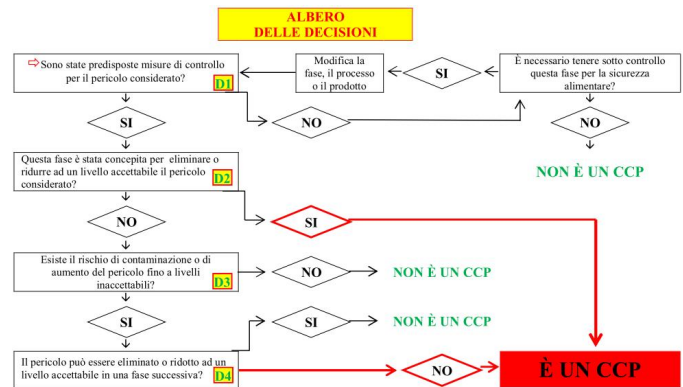 ALBERO
DELLE DECISIONI
⇨Sono state predisposte misure di controllo
per il pericolo considerato?
D1
Modifica la
fase, il processo
o il prodotto
SI
È necessario tenere sotto controllo
questa fase per la sicurezza
alimentare?
SI
NO
NO
NON È UN CCP
Questa fase è stata concepita per eliminare o
ridurre ad un livello accettabile il pericolo
considerato?
D2
NO
SI
Esiste il rischio di contaminazione o di
aumento del pericolo fino a livelli
inaccettabili?
D3
NO
NON È UN CCP
SI
SI
NON È UN CCP
Il pericolo può essere eliminato o ridotto ad un
livello accettabile in una fase successiva?
D4
NO
È UN CCP